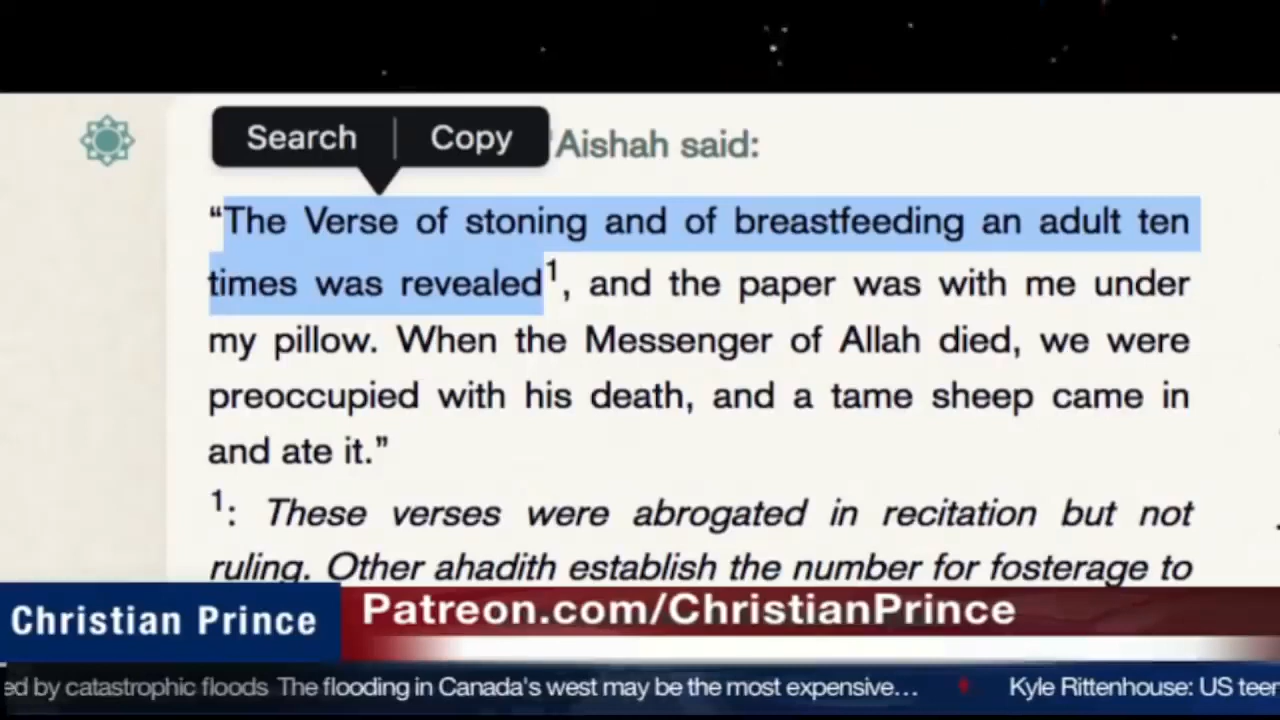 Search Copy
Aishah said:
“The Verse of stoning and of breastfeeding an adult ten
times was revealed¹, and the paper was with me under
my pillow. When the Messenger of Allah died, we were
preoccupied with his death, and a tame sheep came in
and ate it.”
¹: These verses were abrogated in recitation but not
ruling. Other ahadith establish the number for fosterage to
Christian Prince
Patreon.com/ChristianPrince
ed by catastrophic floods The flooding in Canada's west may be the most expensive... Kyle Rittenhouse: US teen